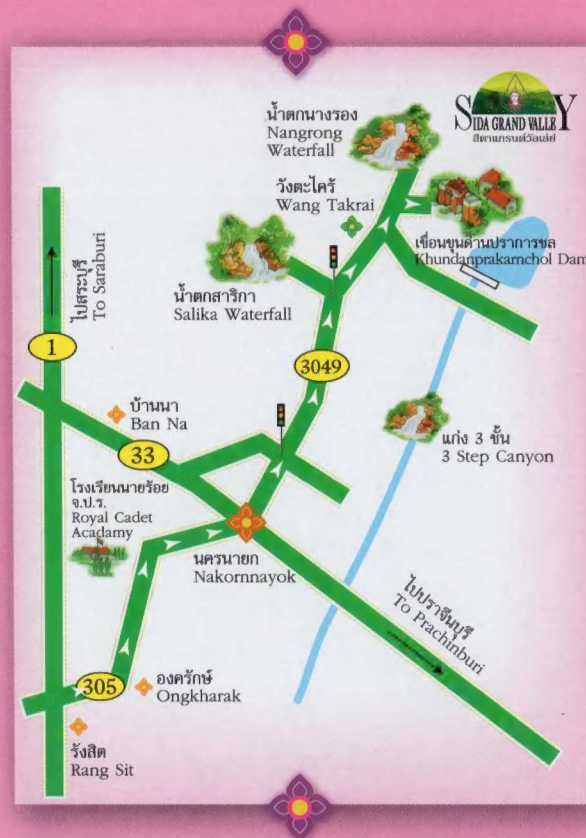 น้ำตกนางรอง
Nangrong
Waterfall
SIDA GRAND VALLEY
สีดาแกรนด์วัลเล่ย์
วังตะไคร้
Wang Takrai
เขื่อนขุนด่านปราการชล
Khundanprakarnchol Dam
น้ำตกสาริกา
Salika Waterfall
ไปสระบุรี
To Saraburi
1
3049
บ้านนา
Ban Na
33
แก่ง 3 ชั้น
3 Step Canyon
โรงเรียนนายร้อย
จ.ป.ร.
Royal Cadet
Acadamy
นครนายก
Nakornnayok
ไปปราจีนบุรี
To Prachinburi
305
องครักษ์
Ongkharak
รังสิต
Rang Sit